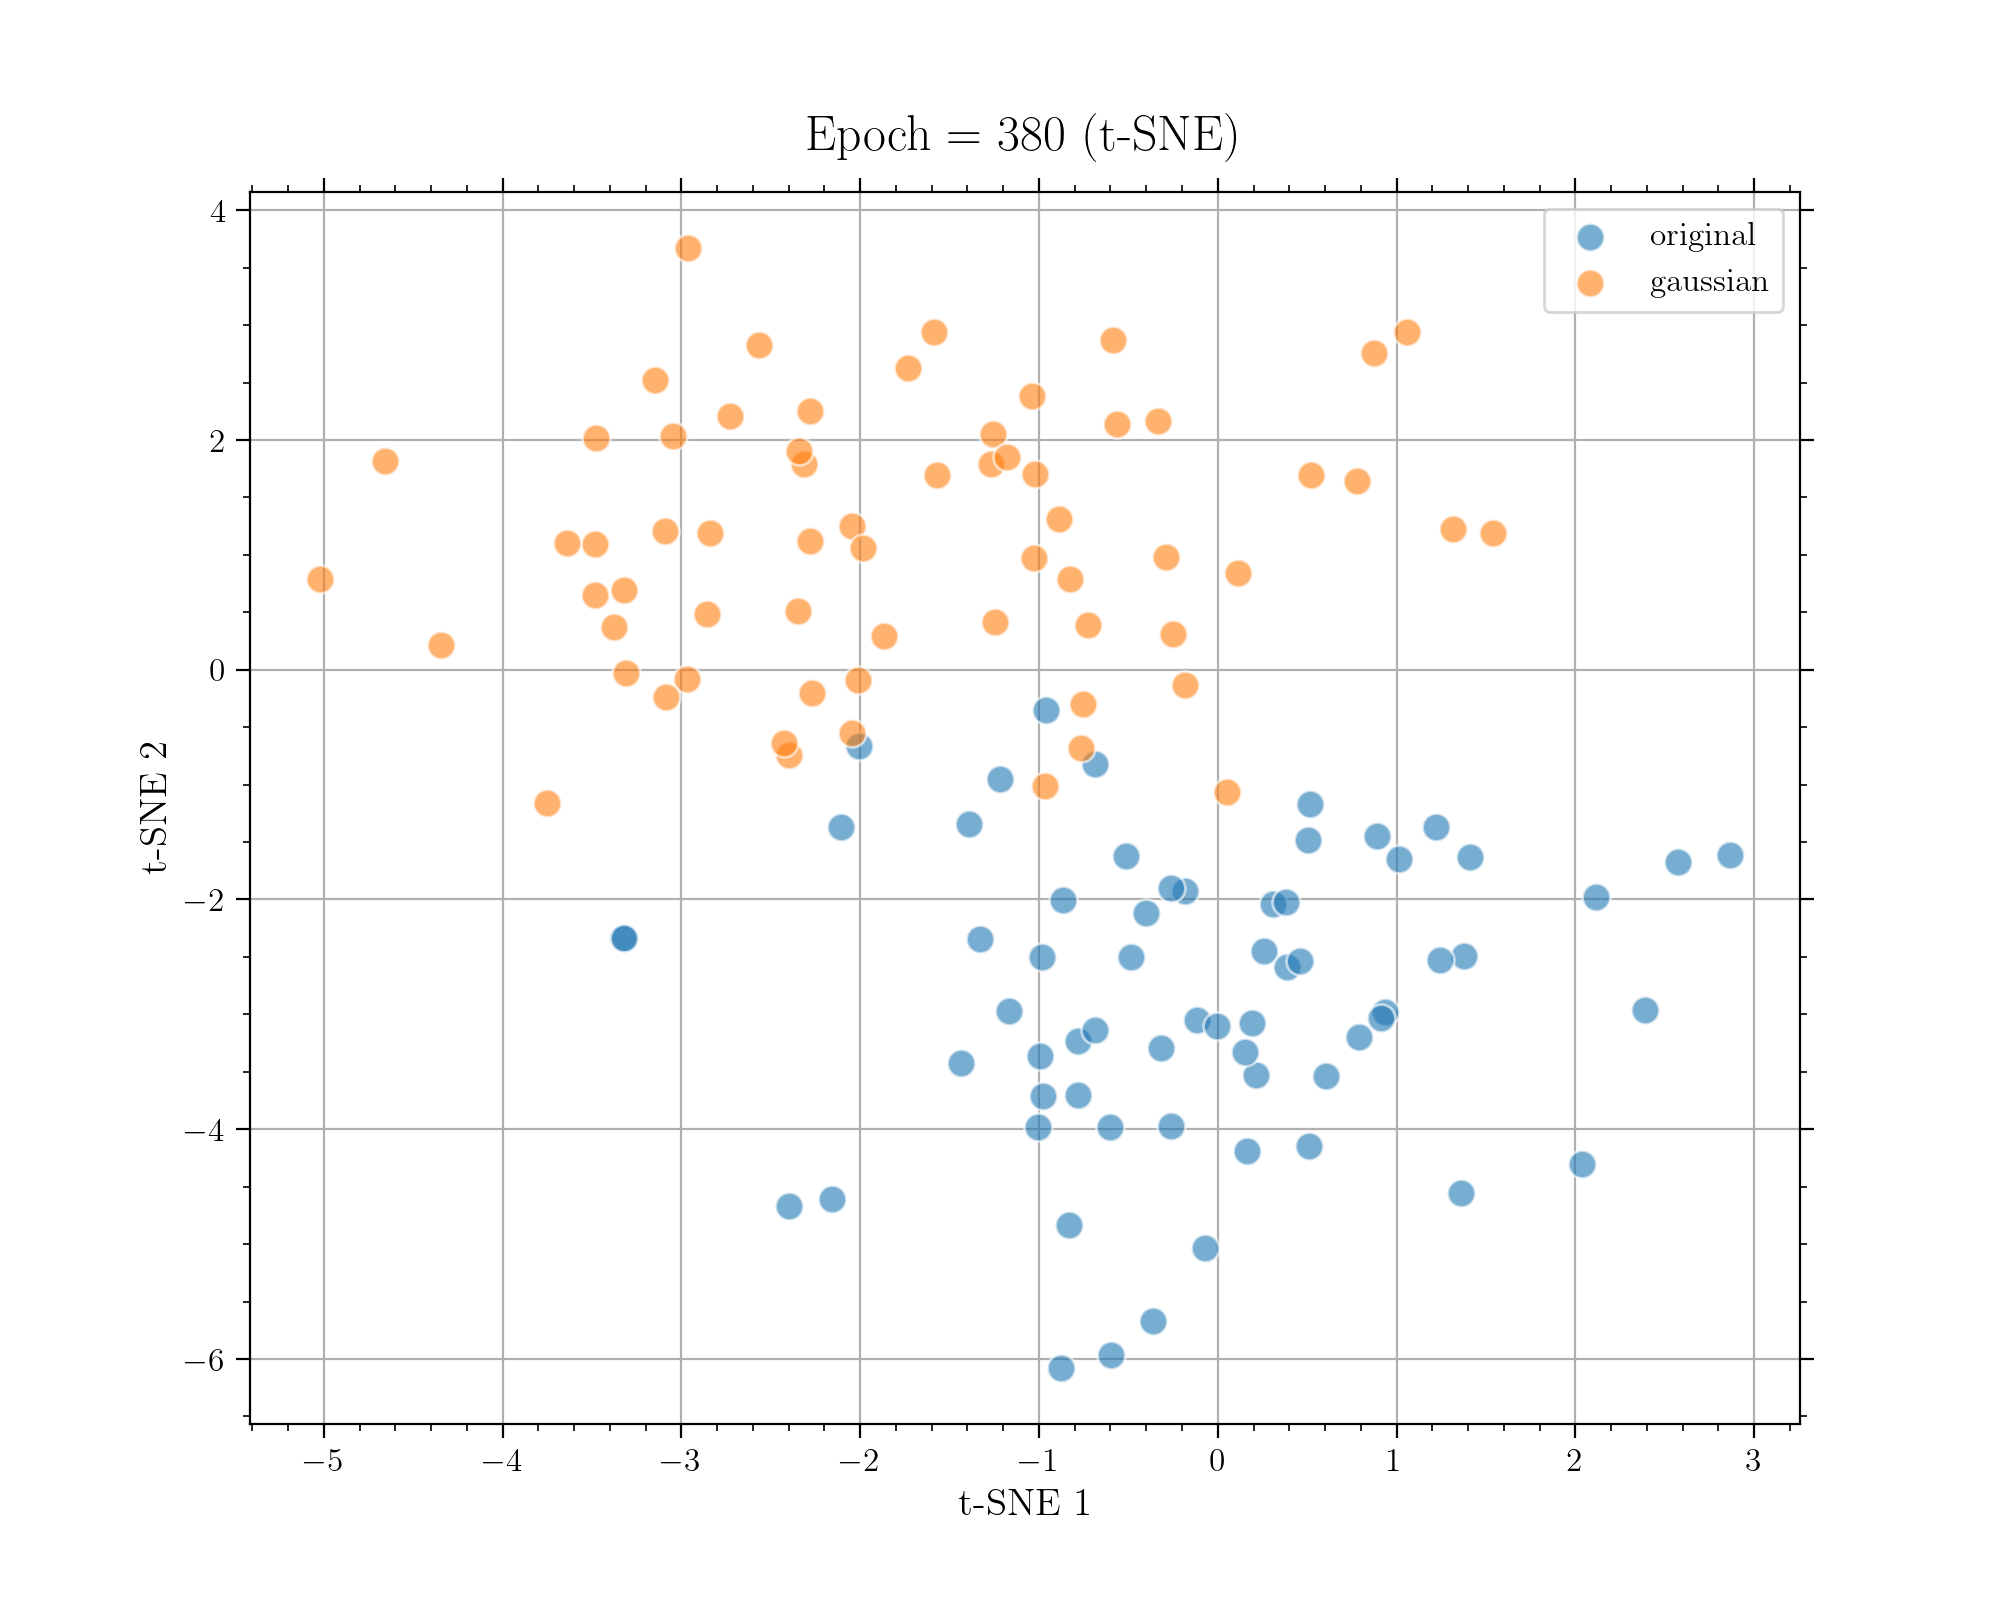 Epoch = 380 (t-SNE)
original
gaussian
4
2
0
−2
−4
−6
t-SNE 2
−5 −4 −3 −2 −1 0 1 2 3
t-SNE 1